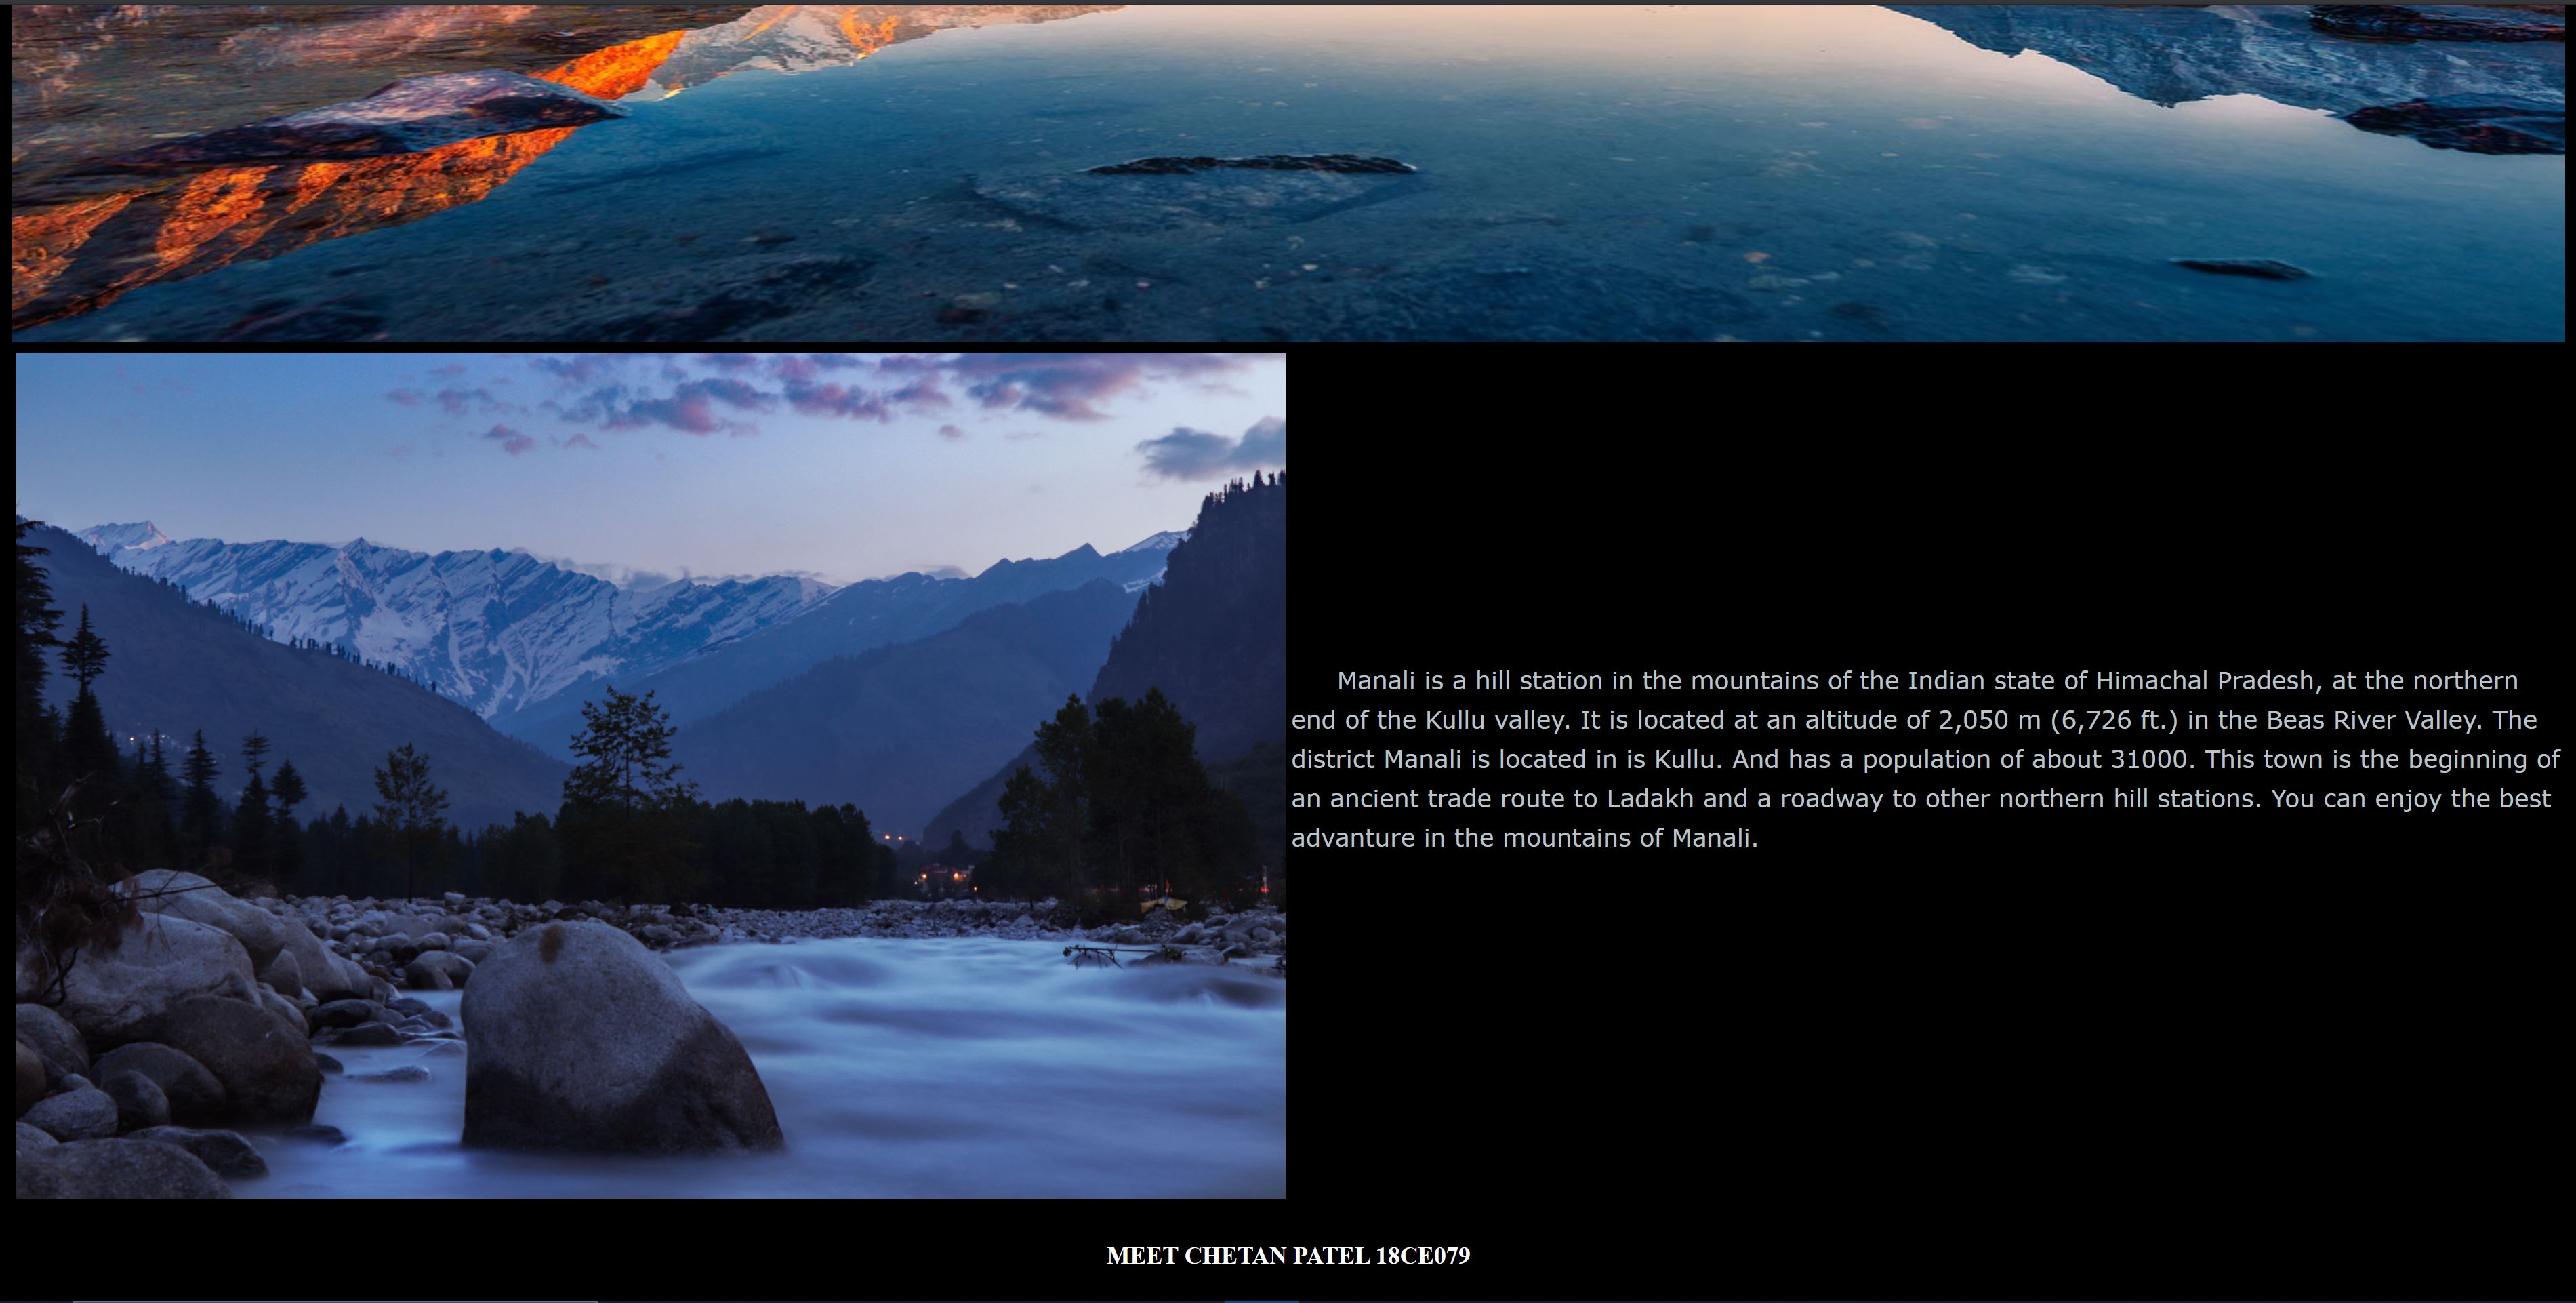 Manali is a hill station in the mountains of the Indian state of Himachal Pradesh, at the northern
end of the Kullu valley. It is located at an altitude of 2,050 m (6,726 ft.) in the Beas River Valley. The
district Manali is located in is Kullu. And has a population of about 31000. This town is the beginning of
an ancient trade route to Ladakh and a roadway to other northern hill stations. You can enjoy the best
advanture in the mountains of Manali.
MEET CHETAN PATEL 18CE079